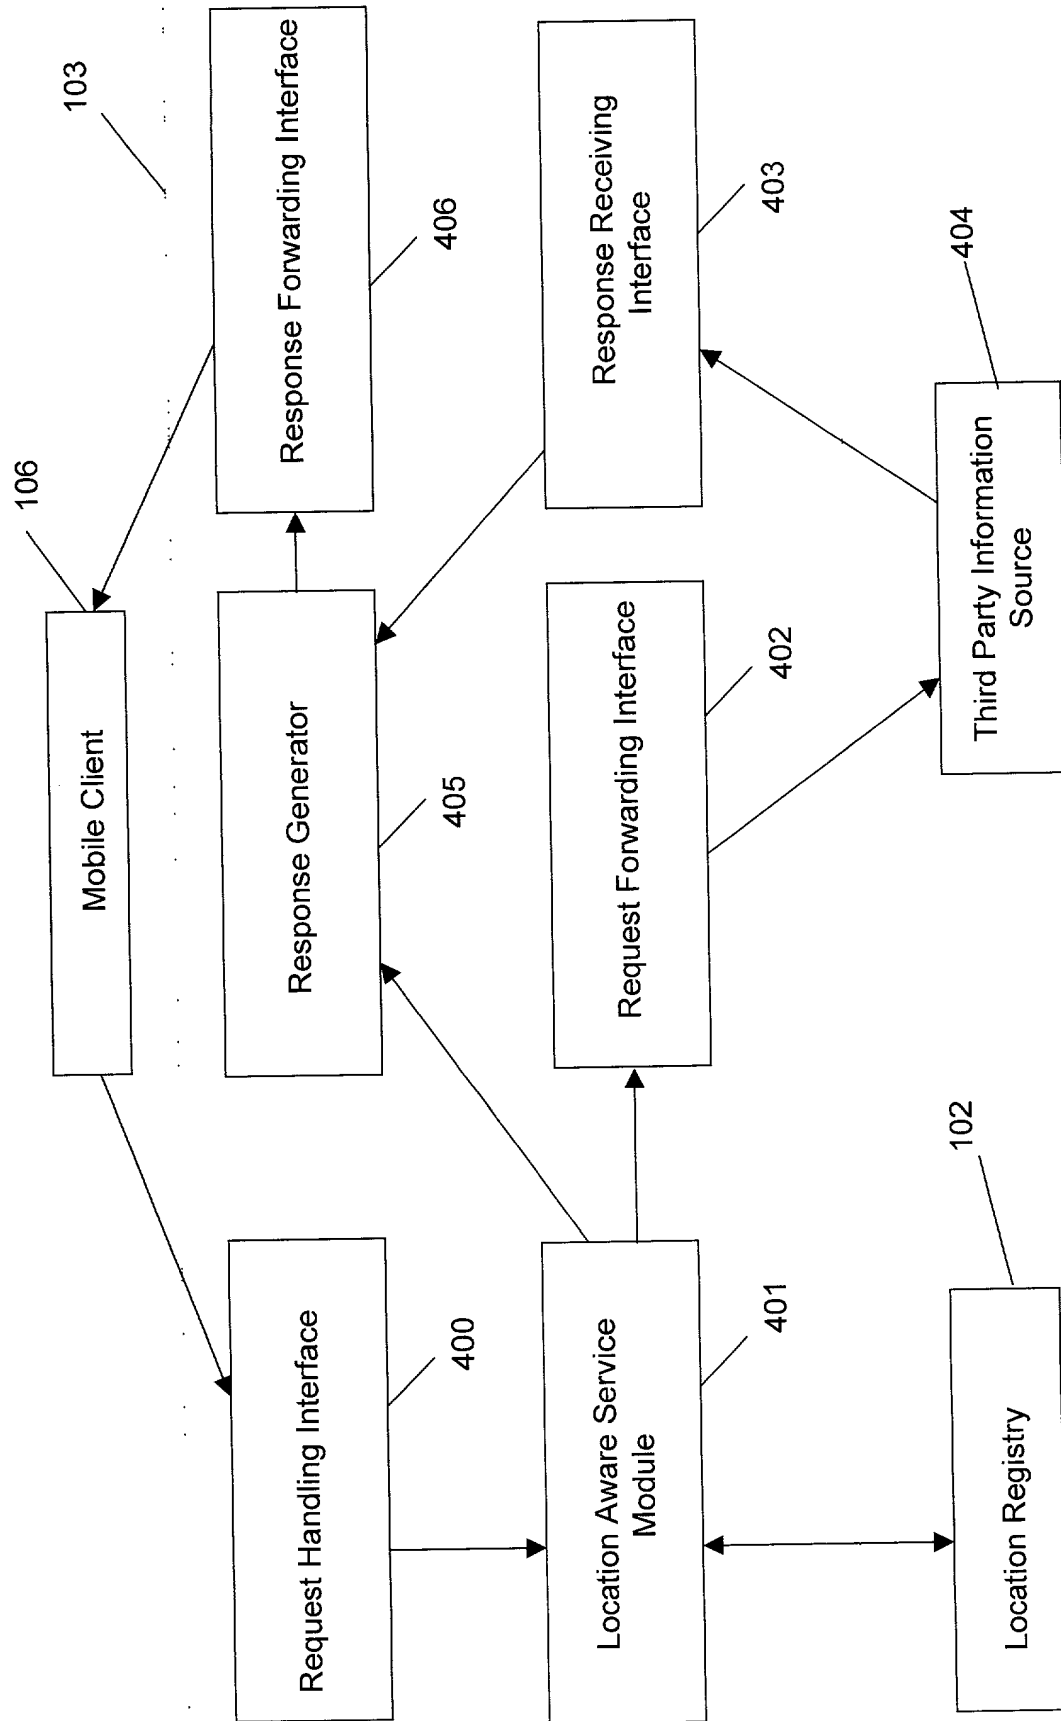 Mobile Client
106
103
Request Handling Interface
400
Response Generator
405
Response Forwarding Interface
406
Location Aware Service
Module
401
Request Forwarding Interface
402
Response Receiving
Interface
403
Location Registry
102
Third Party Information
Source
404